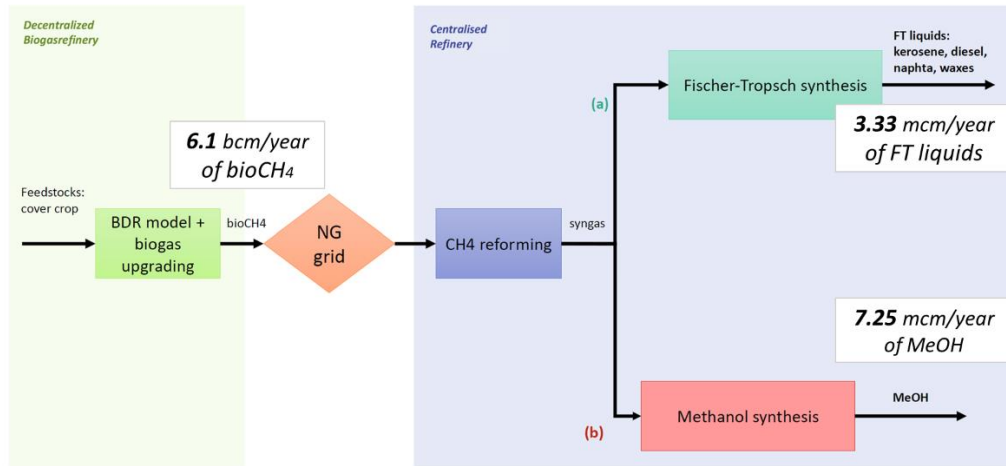 Decentralized
Biogasrefinery
Centralised
Refinery
FT liquids:
kerosene, diesel,
naphta, waxes
Fischer-Tropsch synthesis
(a)
3.33 mcm/year
of FT liquids
6.1 bcm/year
of bioCH4
Feedstocks:
cover crop
BDR model +
biogas
upgrading
bioCH4
NG
grid
CH4 reforming
syngas
7.25 mcm/year
of MeOH
MeOH
Methanol synthesis
(b)